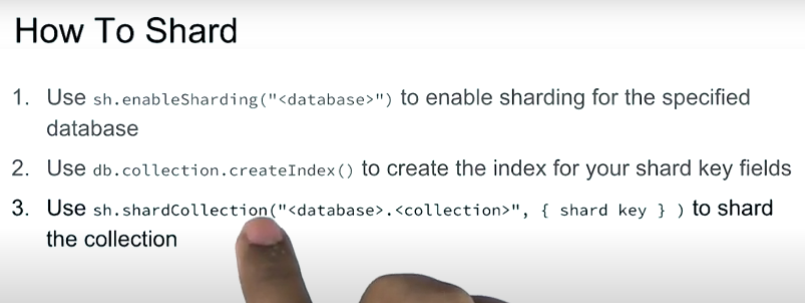 How To Shard
1. Use sh.enableSharding("<database>") to enable sharding for the specified
database
2. Use db.collection.createIndex() to create the index for your shard key fields
3. Use sh.shardCollection("<database>.<collection>", { shard key } ) to shard
the collection